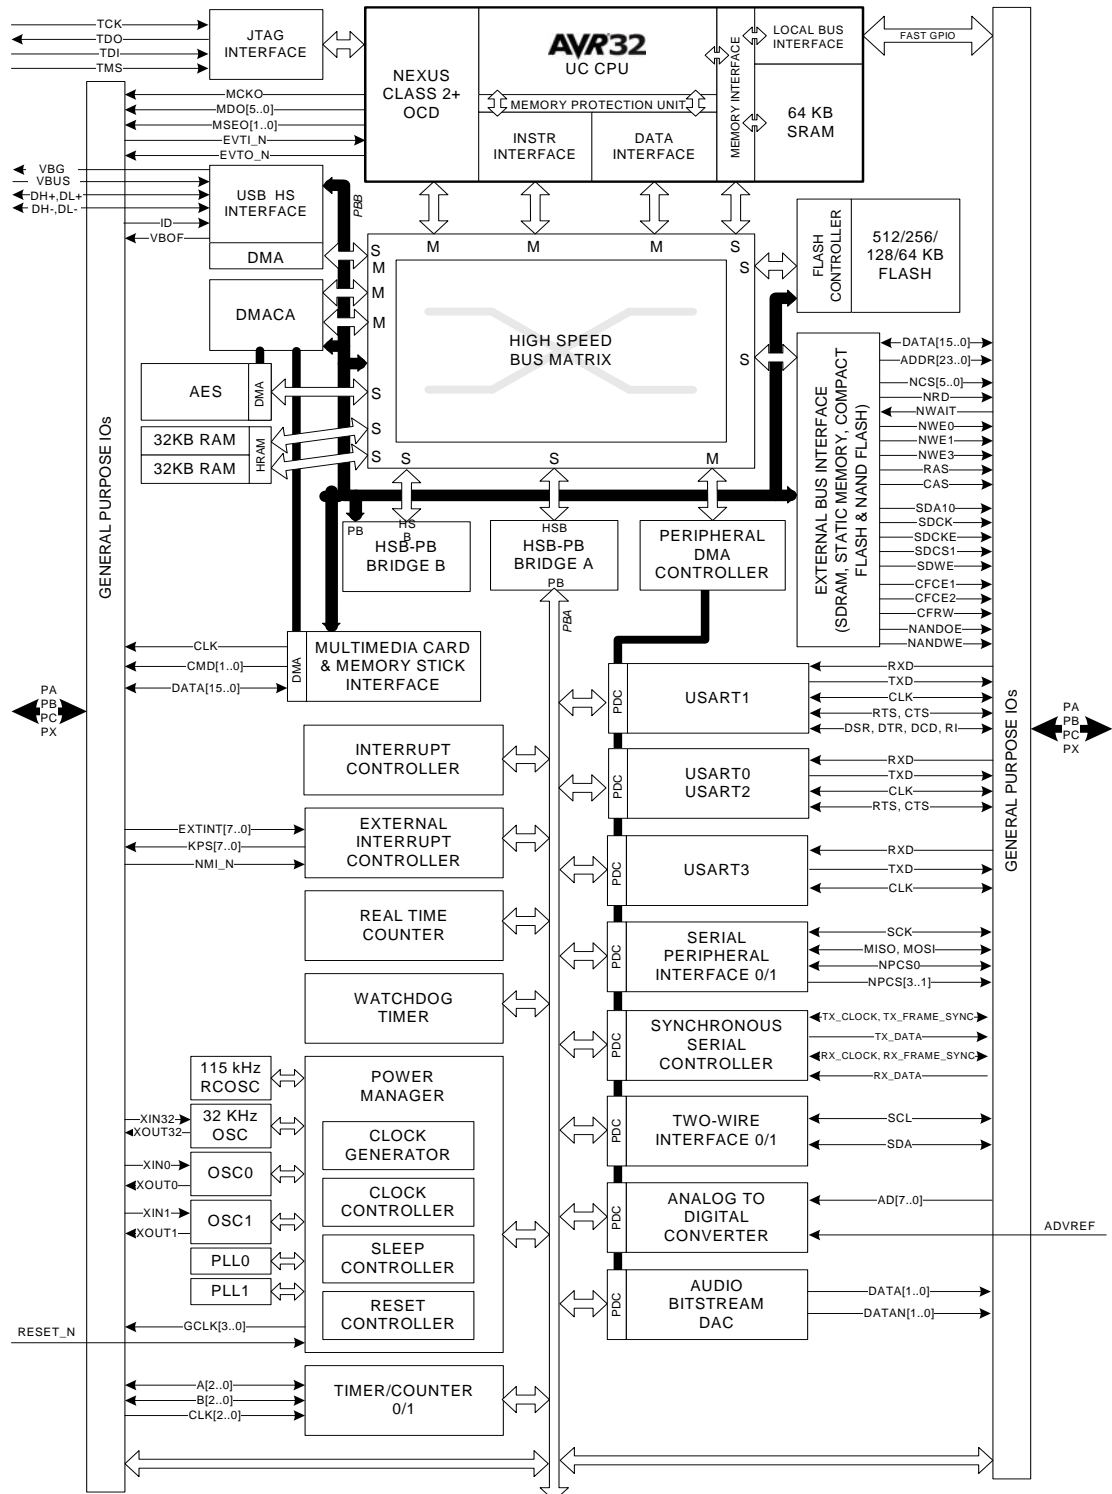 TCK
TDO
TDI
TMS
JTAG
INTERFACE
NEXUS
CLASS 2+
OCD
AVR32
UC CPU
MEMORY PROTECTION UNIT
INSTR
INTERFACE
DATA
INTERFACE
MEMORY INTERFACE
LOCAL BUS
INTERFACE
64 KB
SRAM
FAST GPIO
MCKO
MDO[5..0]
MSEO[1..0]
EVTI_N
EVTO_N
VBG
VBUS
DH+,DL+
DH-,DL-
ID
VBOF
USB HS
INTERFACE
DMA
PBB
DMACA
AES
DMA
32KB RAM
32KB RAM
HRAM
M
M
M
S
S
M
M
M
S
S
S
S
S
S
S
M
HIGH SPEED
BUS MATRIX
FLASH
CONTROLLER
512/256/
128/64 KB
FLASH
EXTERNAL BUS INTERFACE
(SDRAM, STATIC MEMORY, COMPACT
FLASH & NAND FLASH)
DATA[15..0]
ADDR[23..0]
NCS[5..0]
NRD
NWAIT
NWE0
NWE1
NWE3
RAS
CAS
SDA10
SDCK
SDCKE
SDCS1
SDWE
CFCE1
CFCE2
CFRW
NANDOE
NANDWE
GENERAL PURPOSE IOs
PB
HS
B
HSB-PB
BRIDGE B
HSB
HSB-PB
BRIDGE A
PB
PBA
PERIPHERAL
DMA
CONTROLLER
CLK
CMD[1..0]
DATA[15..0]
DMA
MULTIMEDIA CARD
& MEMORY STICK
INTERFACE
PA
PB
PC
PX
INTERRUPT
CONTROLLER
EXTINT[7..0]
KPS[7..0]
NMI_N
EXTERNAL
INTERRUPT
CONTROLLER
REAL TIME
COUNTER
WATCHDOG
TIMER
115 kHz
RCOSC
XIN32
XOUT32
32 KHz
OSC
XIN0
XOUT0
OSC0
XIN1
XOUT1
OSC1
PLL0
PLL1
GCLK[3..0]
RESET_N
POWER
MANAGER
CLOCK
GENERATOR
CLOCK
CONTROLLER
SLEEP
CONTROLLER
RESET
CONTROLLER
A[2..0]
B[2..0]
CLK[2..0]
TIMER/COUNTER
0/1
PDC
USART1
RXD
TXD
CLK
RTS, CTS
DSR, DTR, DCD, RI
PDC
USART0
USART2
RXD
TXD
CLK
RTS, CTS
PDC
USART3
RXD
TXD
CLK
PDC
SERIAL
PERIPHERAL
INTERFACE 0/1
SCK
MISO, MOSI
NPCS0
NPCS[3..1]
PDC
SYNCHRONOUS
SERIAL
CONTROLLER
TX_CLOCK, TX_FRAME_SYNC
TX_DATA
RX_CLOCK, RX_FRAME_SYNC
RX_DATA
PDC
TWO-WIRE
INTERFACE 0/1
SCL
SDA
PDC
ANALOG TO
DIGITAL
CONVERTER
AD[7..0]
ADVREF
PDC
AUDIO
BITSTREAM
DAC
DATA[1..0]
DATAN[1..0]
GENERAL PURPOSE IOs
PA
PB
PC
PX